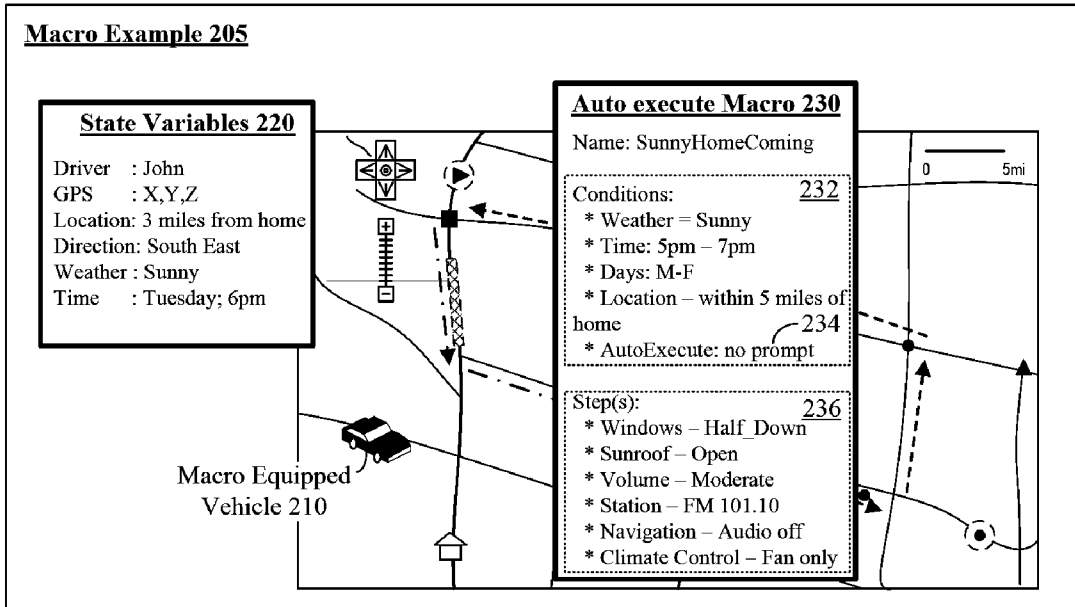 Macro Example 205
State Variables 220
Driver : John
GPS : X,Y,Z
Location: 3 miles from home
Direction: South East
Weather : Sunny
Time : Tuesday; 6pm
Macro Equipped
Vehicle 210
Auto execute Macro 230
Name: SunnyHomeComing
232
Conditions:
* Weather = Sunny
* Time: 5pm – 7pm
* Days: M-F
* Location – within 5 miles of
home
234
* AutoExecute: no prompt
Step(s):
236
* Windows – Half_Down
* Sunroof – Open
* Volume – Moderate
* Station – FM 101.10
* Navigation – Audio off
* Climate Control – Fan only
0 5mi